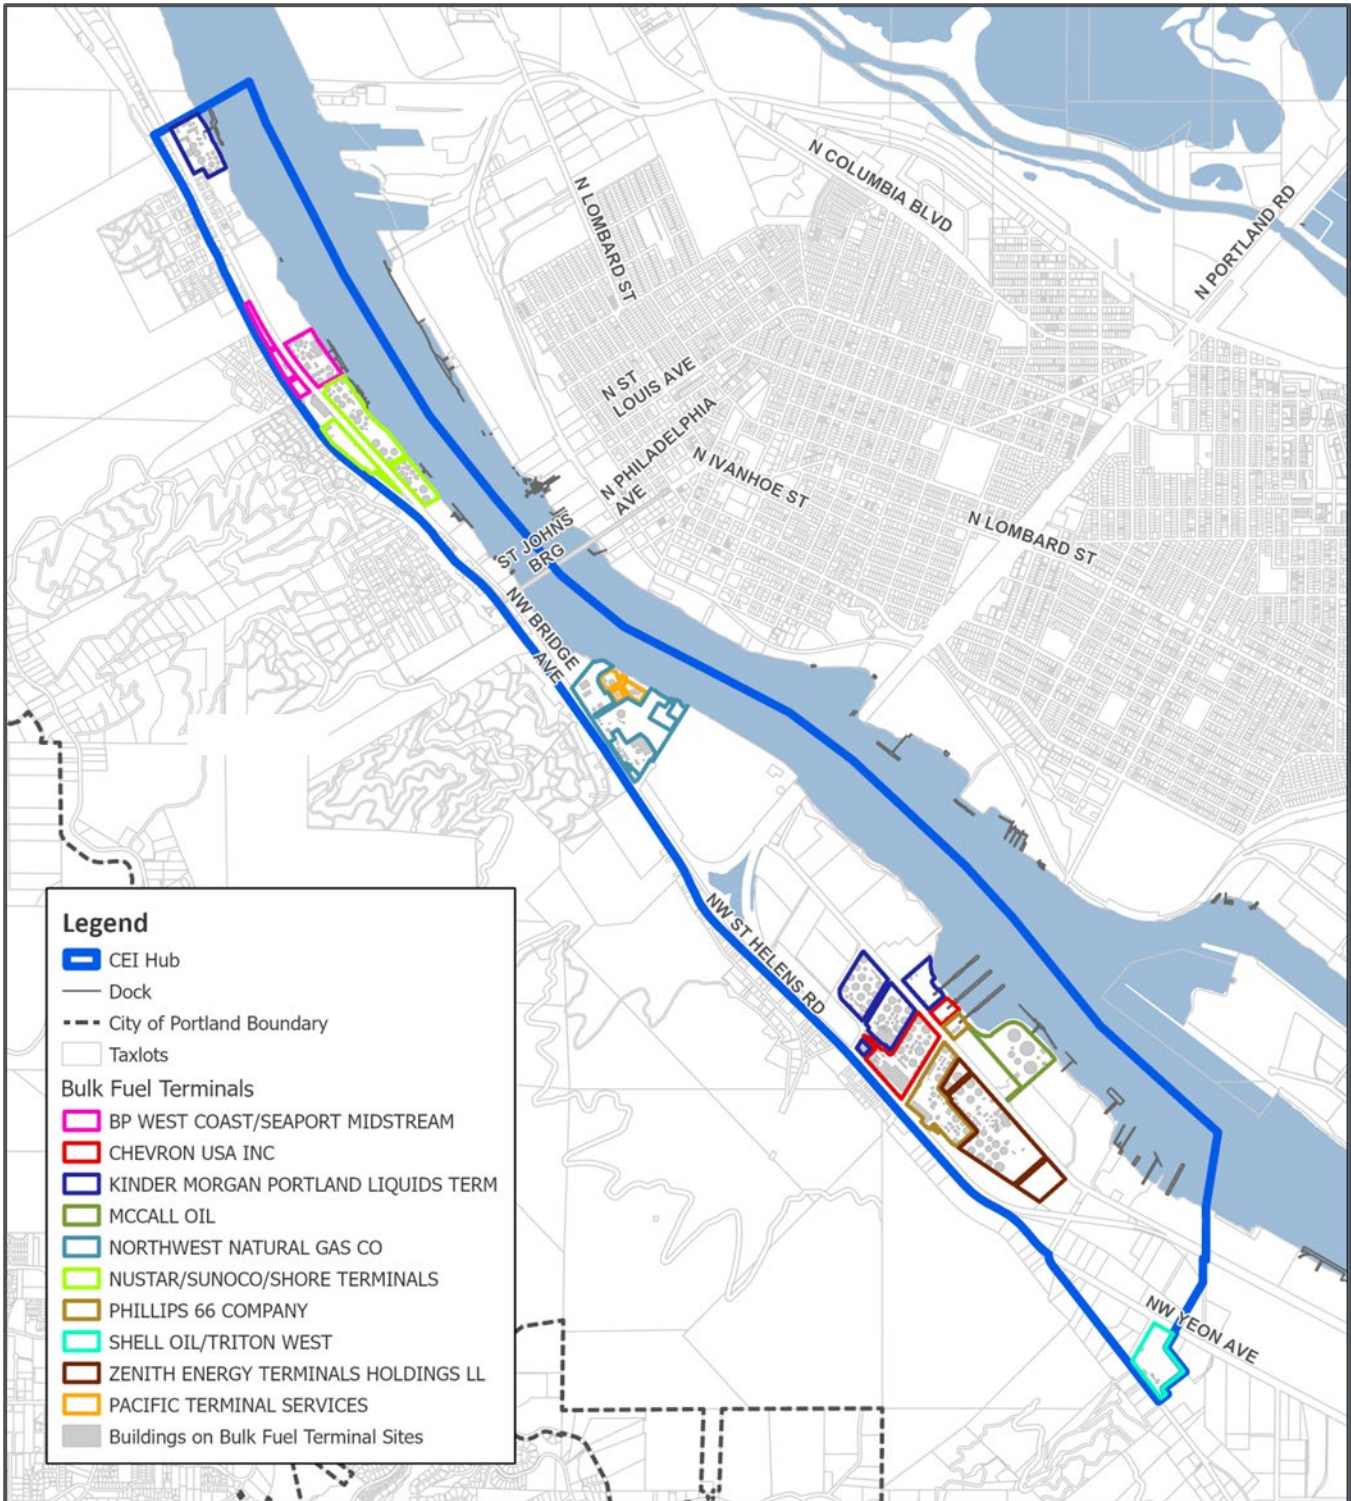 N COLUMBIA BLVD
N PORTLAND RD
N LOMBARD ST
N ST
LOUIS AVE
N PHILADELPHIA
AVE
N IVANHOE ST
N LOMBARD ST
ST JOHNS
BRG
NW BRIDGE
AVE
NW ST HELENS RD
NW YEON AVE
Legend
CEI Hub
Dock
City of Portland Boundary
Taxlots
Bulk Fuel Terminals
BP WEST COAST/SEAPORT MIDSTREAM
CHEVRON USA INC
KINDER MORGAN PORTLAND LIQUIDS TERM
MCCALL OIL
NORTHWEST NATURAL GAS CO
NUSTAR/SUNOCO/SHORE TERMINALS
PHILLIPS 66 COMPANY
SHELL OIL/TRITON WEST
ZENITH ENERGY TERMINALS HOLDINGS LL
PACIFIC TERMINAL SERVICES
Buildings on Bulk Fuel Terminal Sites